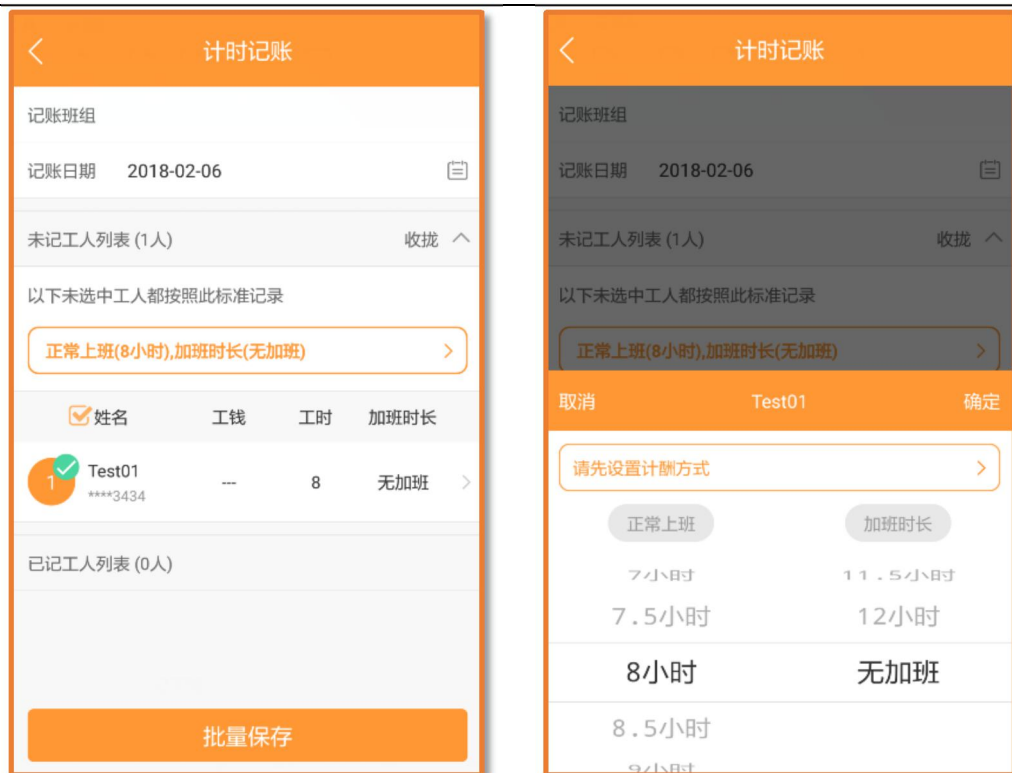 计时记账
记账班组
记账日期 2018-02-06
未记工人列表 (1人) 收拢
以下未选中工人都按照此标准记录
正常上班(8小时),加班时长(无加班)
姓名 工钱 工时 加班时长
1 Test01 --- 8 无加班
****3434
已记工人列表 (0人)
批量保存
计时记账
记账班组
记账日期 2018-02-06
未记工人列表 (1人) 收拢
以下未选中工人都按照此标准记录
正常上班(8小时),加班时长(无加班)
取消 Test01 确定
请先设置计酬方式
正常上班 加班时长
7小时 11.5小时
7.5小时 12小时
8小时 无加班
8.5小时
9小时